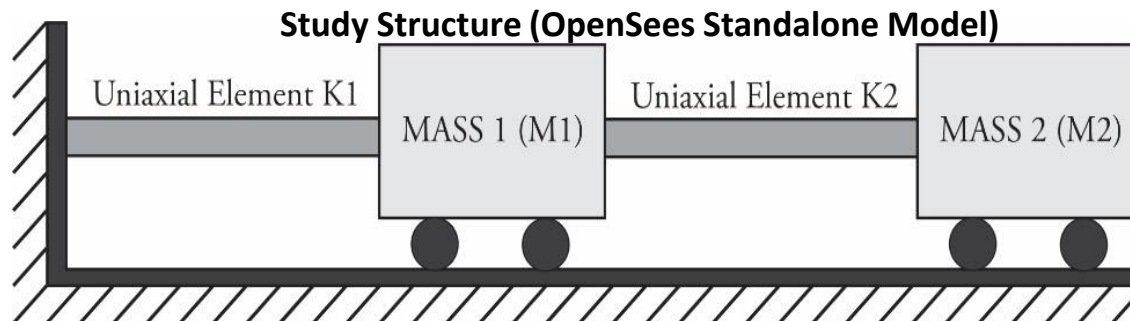 Study Structure (OpenSees Standalone Model)
Uniaxial Element K1
MASS 1 (M1)
Uniaxial Element K2
MASS 2 (M2)